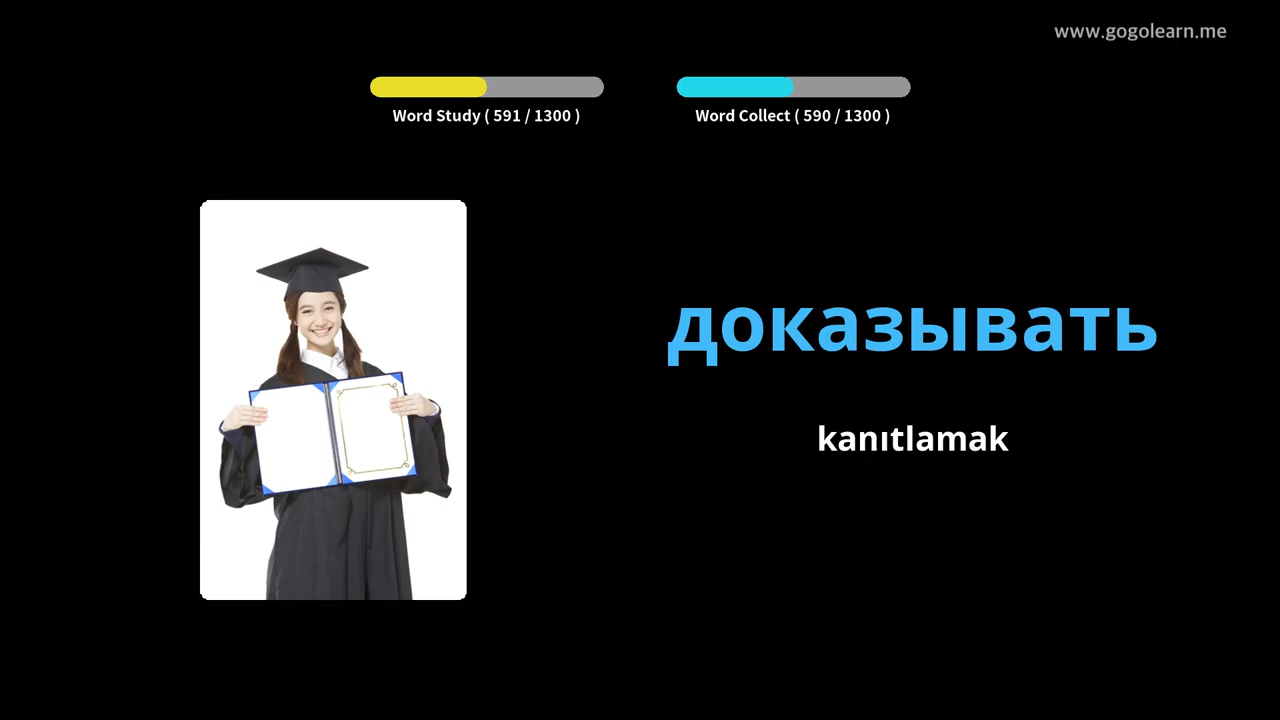 www.gogolearn.me
Word Study ( 591 / 1300 )
Word Collect ( 590 / 1300 )
доказывать
kanıtlamak